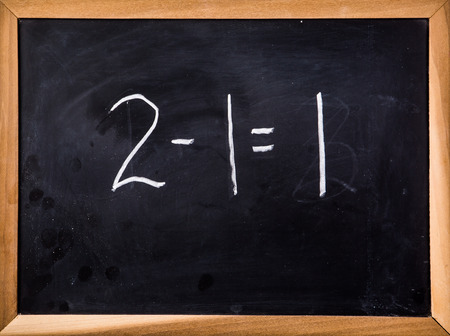 2 - 1 = 1